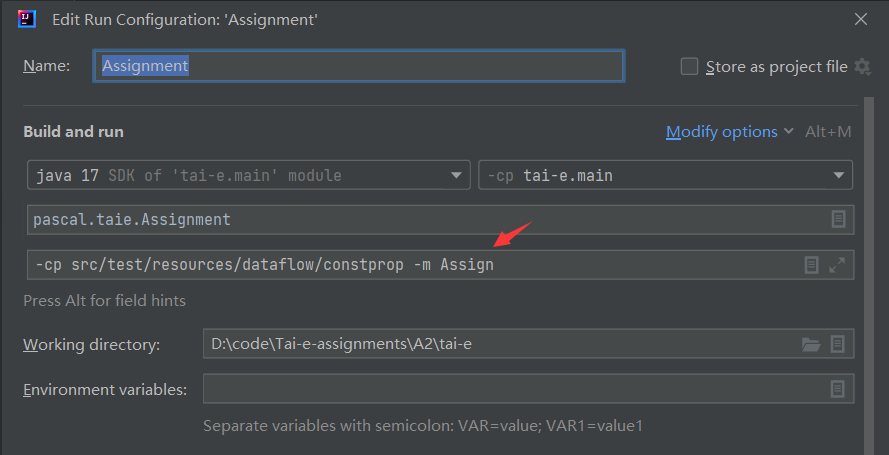 Edit Run Configuration: 'Assignment'
Name: Assignment Store as project file
Build and run Modify options Alt+M
java 17 SDK of 'tai-e.main' module -cp tai-e.main
pascal.taie.Assignment
-cp src/test/resources/dataflow/constprop -m Assign
Press Alt for field hints
Working directory: D:\code\Tai-e-assignments\A2\tai-e
Environment variables:
Separate variables with semicolon: VAR=value; VAR1=value1